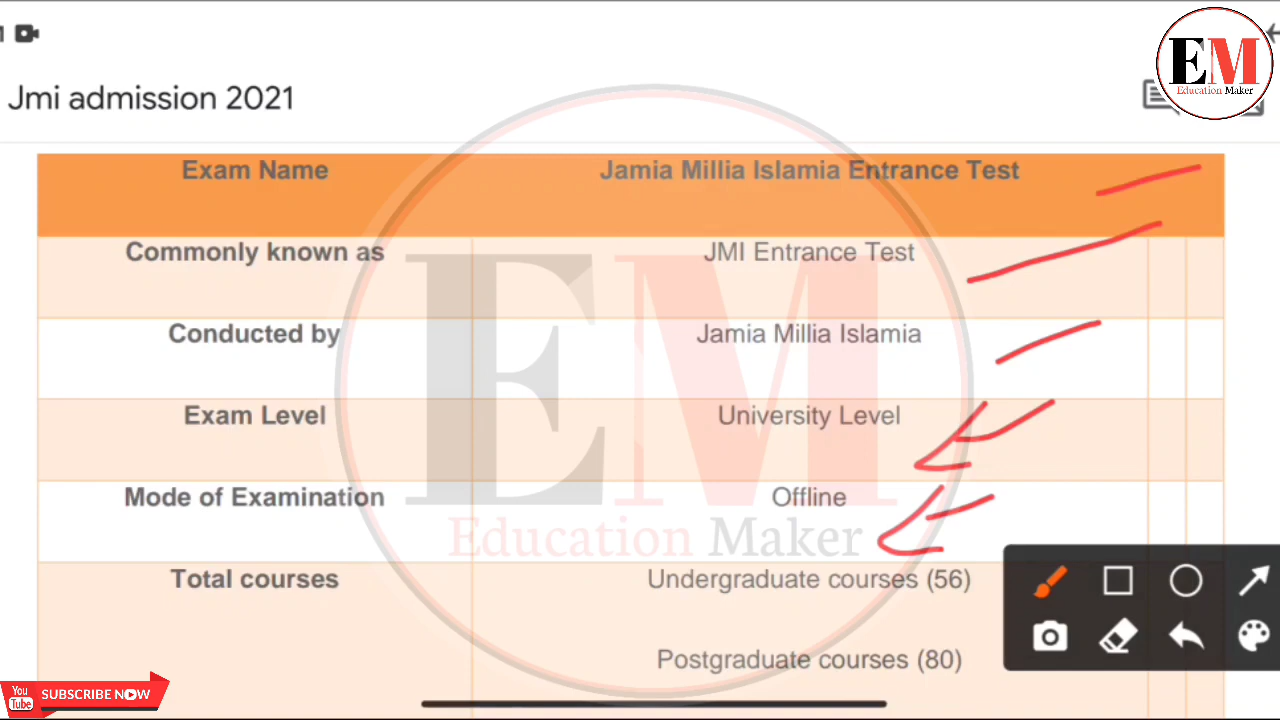 EM
Education Maker
Jmi admission 2021
Exam Name Jamia Millia Islamia Entrance Test
Commonly known as JMI Entrance Test
Conducted by Jamia Millia Islamia
Exam Level University Level
Mode of Examination Offline
EM
Education Maker
Total courses Undergraduate courses (56)
Postgraduate courses (80)
You Tube SUBSCRIBE NOW